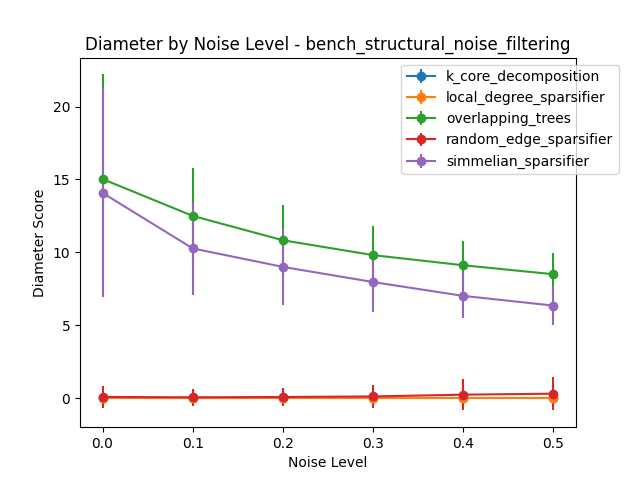 Diameter by Noise Level - bench_structural_noise_filtering
k_core_decomposition
local_degree_sparsifier
overlapping_trees
random_edge_sparsifier
simmelian_sparsifier
Diameter Score
20
15
10
5
0
0.0
0.1
0.2
0.3
0.4
0.5
Noise Level